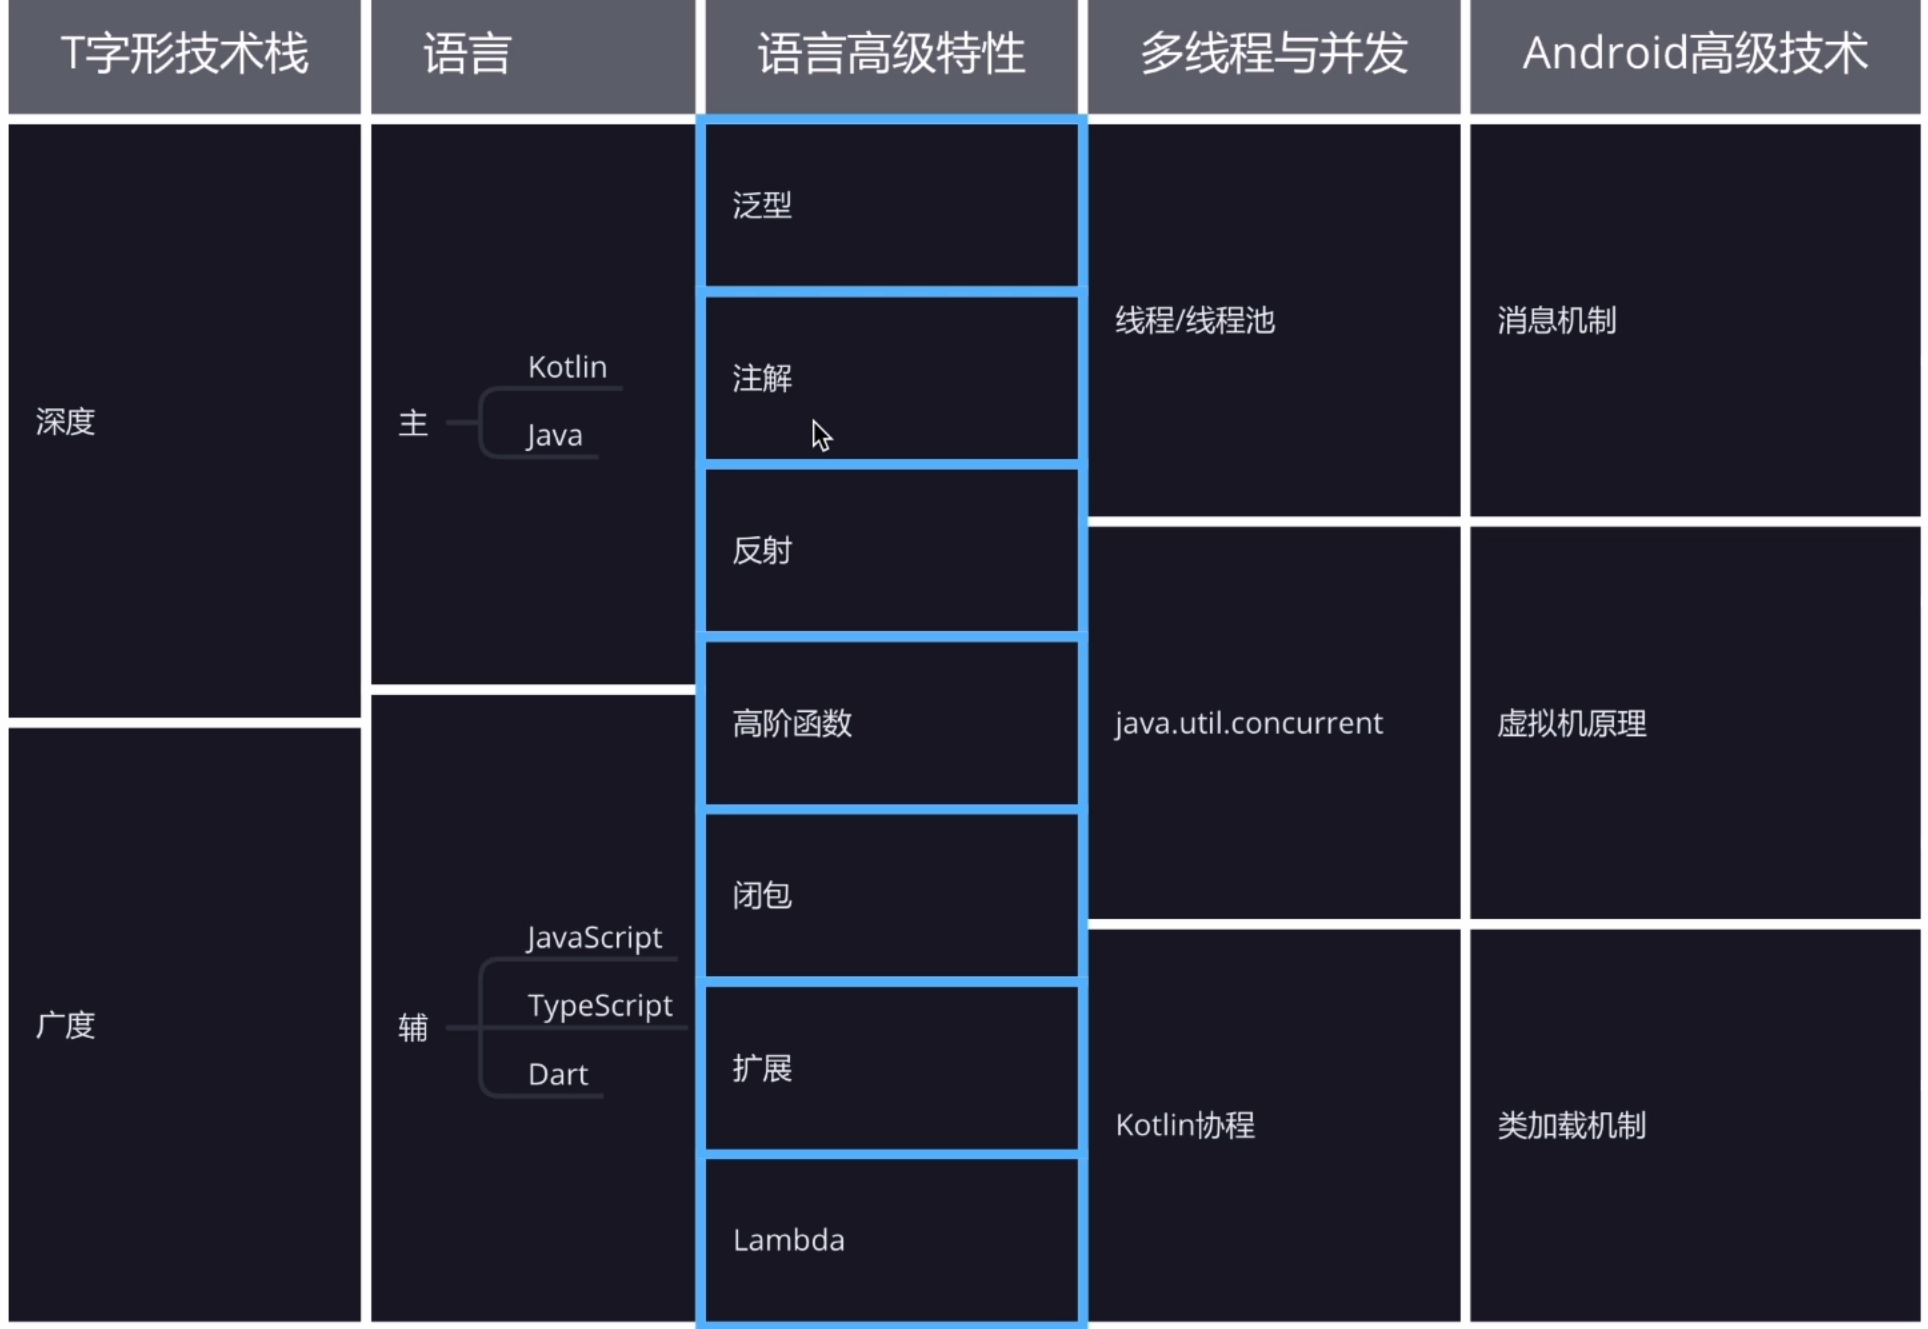 T字形技术栈
语言
语言高级特性
多线程与并发
Android高级技术
深度
广度
主
Kotlin
Java
辅
JavaScript
TypeScript
Dart
泛型
注解
反射
高阶函数
闭包
扩展
Lambda
线程/线程池
java.util.concurrent
Kotlin协程
消息机制
虚拟机原理
类加载机制